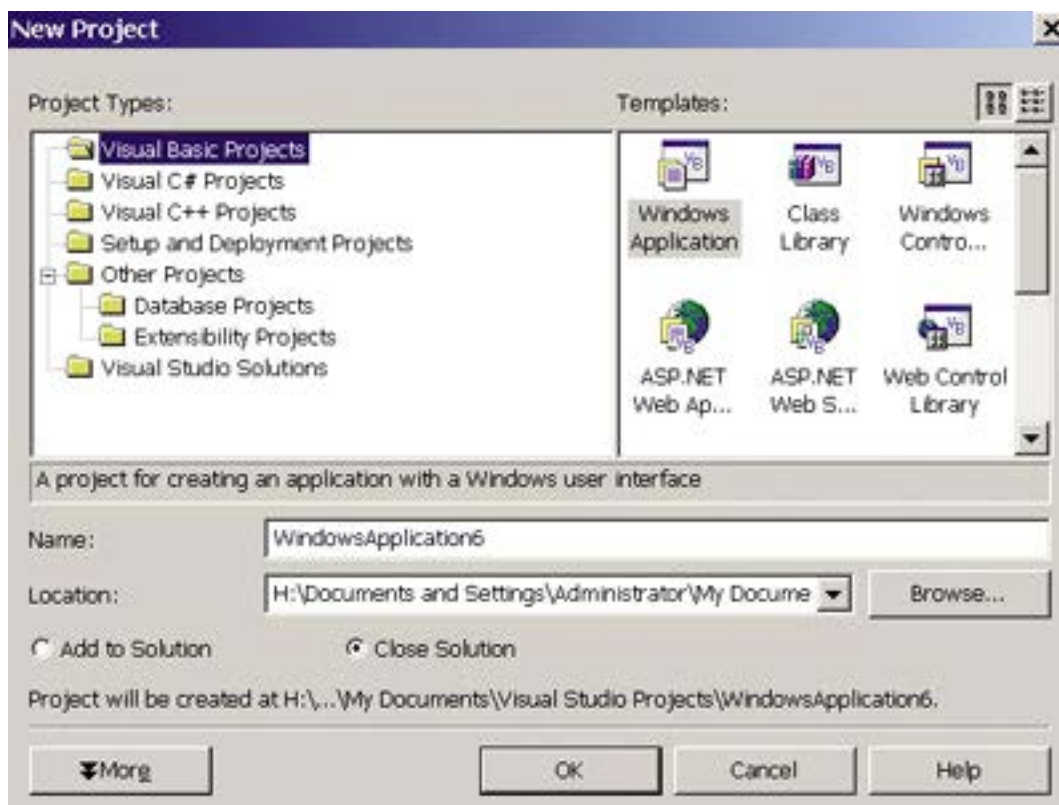 New Project
Project Types:
Templates:
Visual Basic Projects
Visual C# Projects
Visual C++ Projects
Setup and Deployment Projects
Other Projects
Database Projects
Extensibility Projects
Visual Studio Solutions
Windows Application
Class Library
Windows Contro...
ASP.NET Web Ap...
ASP.NET Web S...
Web Control Library
A project for creating an application with a Windows user interface
Name:
WindowsApplication6
Location:
H:\Documents and Settings\Administrator\My Docume
Browse...
Add to Solution
Close Solution
Project will be created at H:\...\My Documents\Visual Studio Projects\WindowsApplication6.
More
OK
Cancel
Help